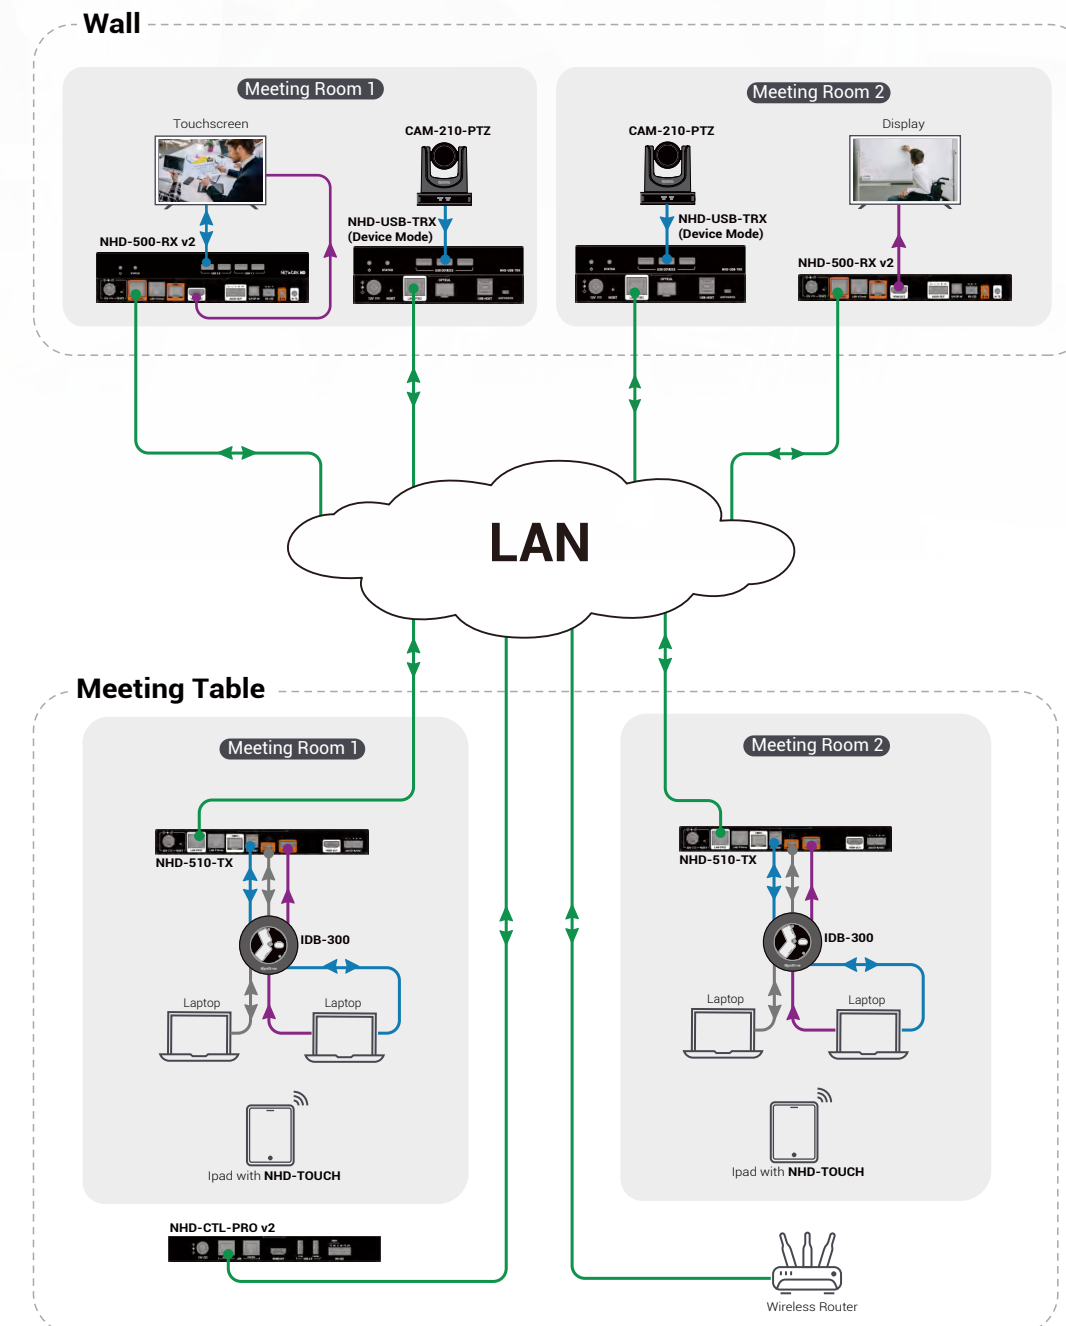 Wall
Meeting Room 1
Meeting Room 2
Touchscreen
CAM-210-PTZ
CAM-210-PTZ
Display
NHD-USB-TRX
(Device Mode)
NHD-USB-TRX
(Device Mode)
NHD-500-RX v2
NHD-500-RX v2
LAN
Meeting Table
Meeting Room 1
Meeting Room 2
NHD-510-TX
NHD-510-TX
IDB-300
IDB-300
Laptop
Laptop
Laptop
Laptop
Ipad with NHD-TOUCH
Ipad with NHD-TOUCH
NHD-CTL-PRO v2
Wireless Router